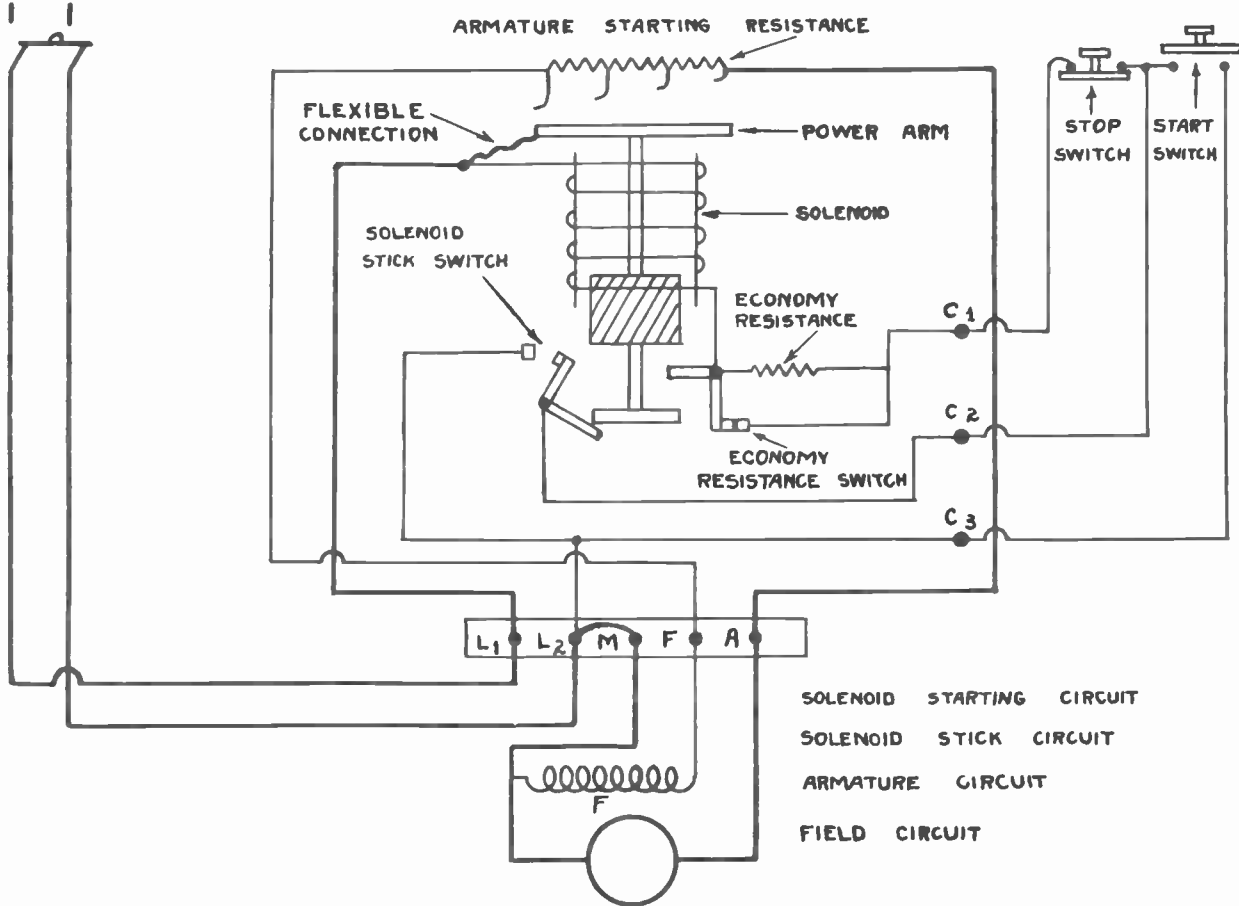 ARMATURE STARTING RESISTANCE
FLEXIBLE
CONNECTION
POWER ARM
STOP
SWITCH
START
SWITCH
SOLENOID
SOLENOID
STICK SWITCH
ECONOMY
RESISTANCE
C1
C2
ECONOMY
RESISTANCE SWITCH
C3
L1 L2 M F A
SOLENOID STARTING CIRCUIT
SOLENOID STICK CIRCUIT
ARMATURE CIRCUIT
F
FIELD CIRCUIT